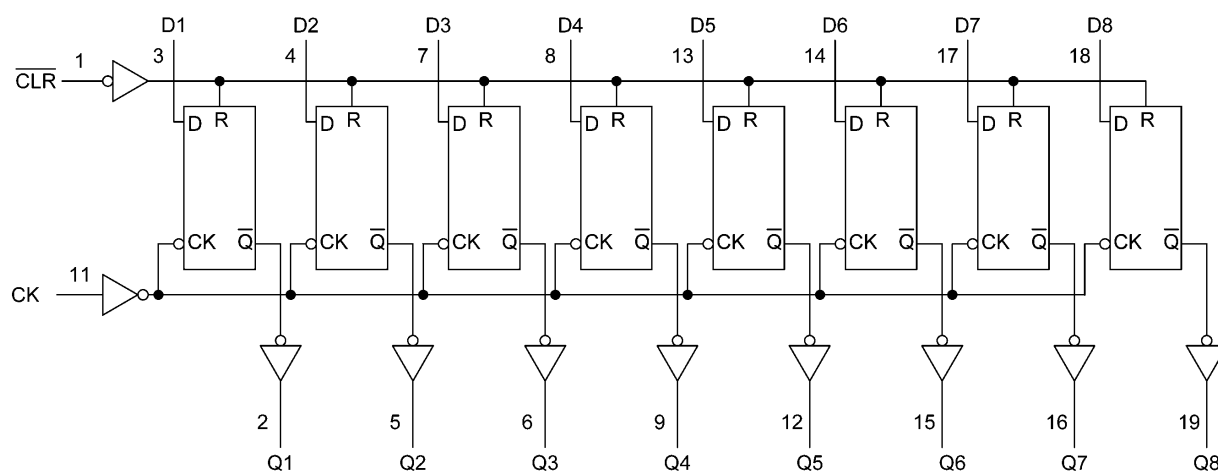 D1 D2 D3 D4 D5 D6 D7 D8
1 3 4 7 8 13 14 17 18
C̅L̅R̅
D R D R D R D R D R D R D R D R
CK Q̅ CK Q̅ CK Q̅ CK Q̅ CK Q̅ CK Q̅ CK Q̅ CK Q̅
11
CK
2 5 6 9 12 15 16 19
Q1 Q2 Q3 Q4 Q5 Q6 Q7 Q8